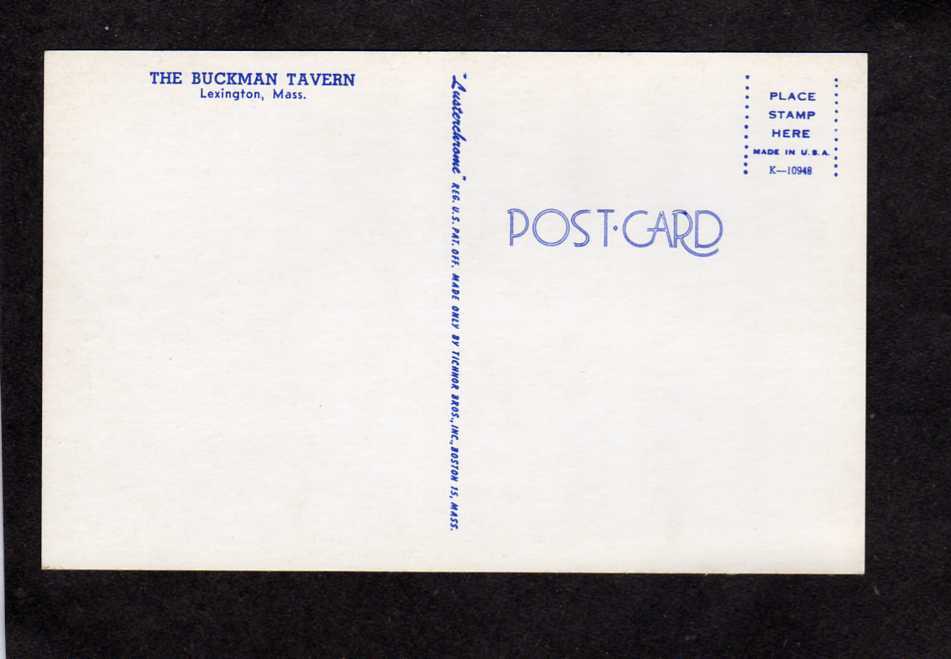 THE BUCKMAN TAVERN
Lexington, Mass.
"Lusterchrome" REG. U.S. PAT. OFF. MADE ONLY BY TICHNOR BROS., INC., BOSTON 15, MASS.
PLACE
STAMP
HERE
MADE IN U.S.A.
K—10948
POST·CARD